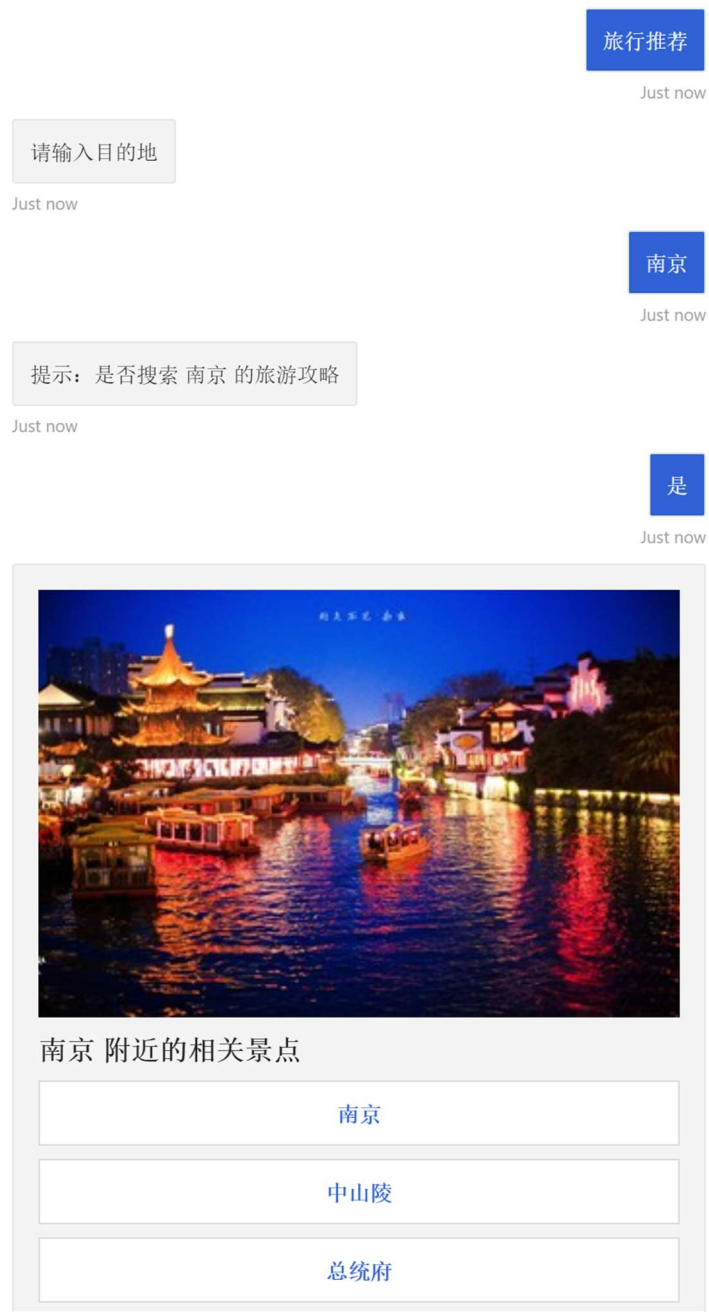 旅行推荐
Just now
请输入目的地
Just now
南京
Just now
提示：是否搜索 南京 的旅游攻略
Just now
是
Just now
南京 附近的相关景点
南京
中山陵
总统府